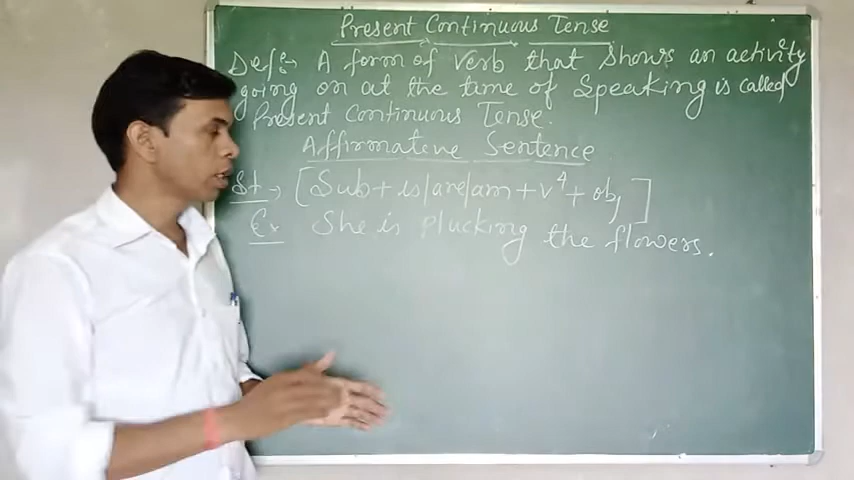 Present Continuous Tense
Def:- A form of verb that shows an activity
going on at the time of Speaking is called
Present Continuous Tense.
Affirmative Sentence
St → [Sub + is/are/am + v4 + obj]
Ex She is plucking the flowers.